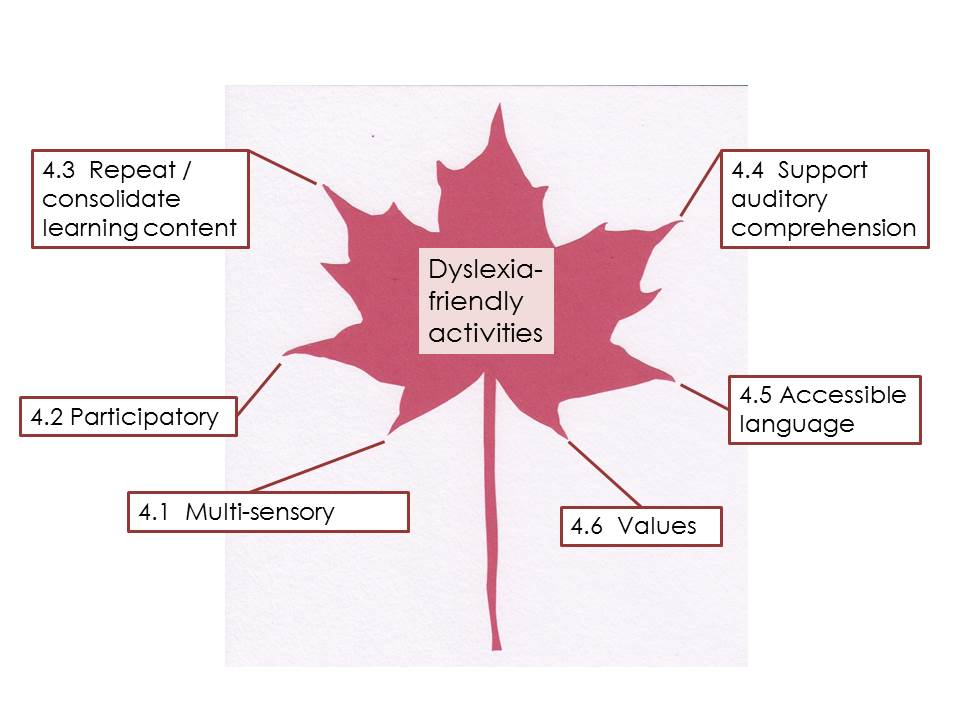 4.3  Repeat /
consolidate
learning content
4.4  Support
auditory
comprehension
Dyslexia-
friendly
activities
4.2 Participatory
4.5 Accessible
language
4.1  Multi-sensory
4.6  Values